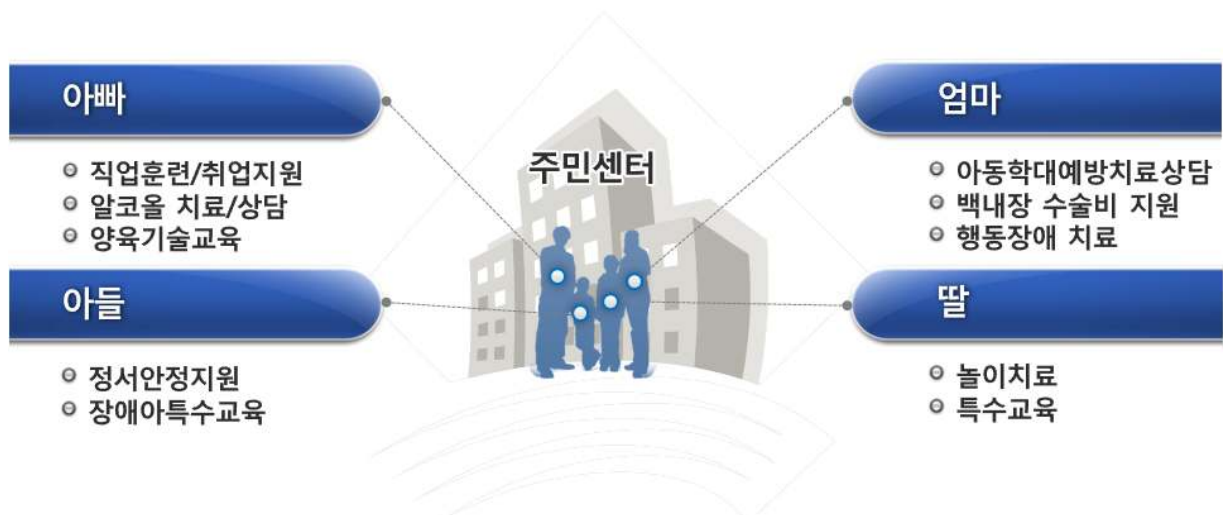 아빠
직업훈련/취업지원
알코올 치료/상담
양육기술교육
아들
정서안정지원
장애아특수교육
주민센터
엄마
아동학대예방치료상담
백내장 수술비 지원
행동장애 치료
딸
놀이치료
특수교육